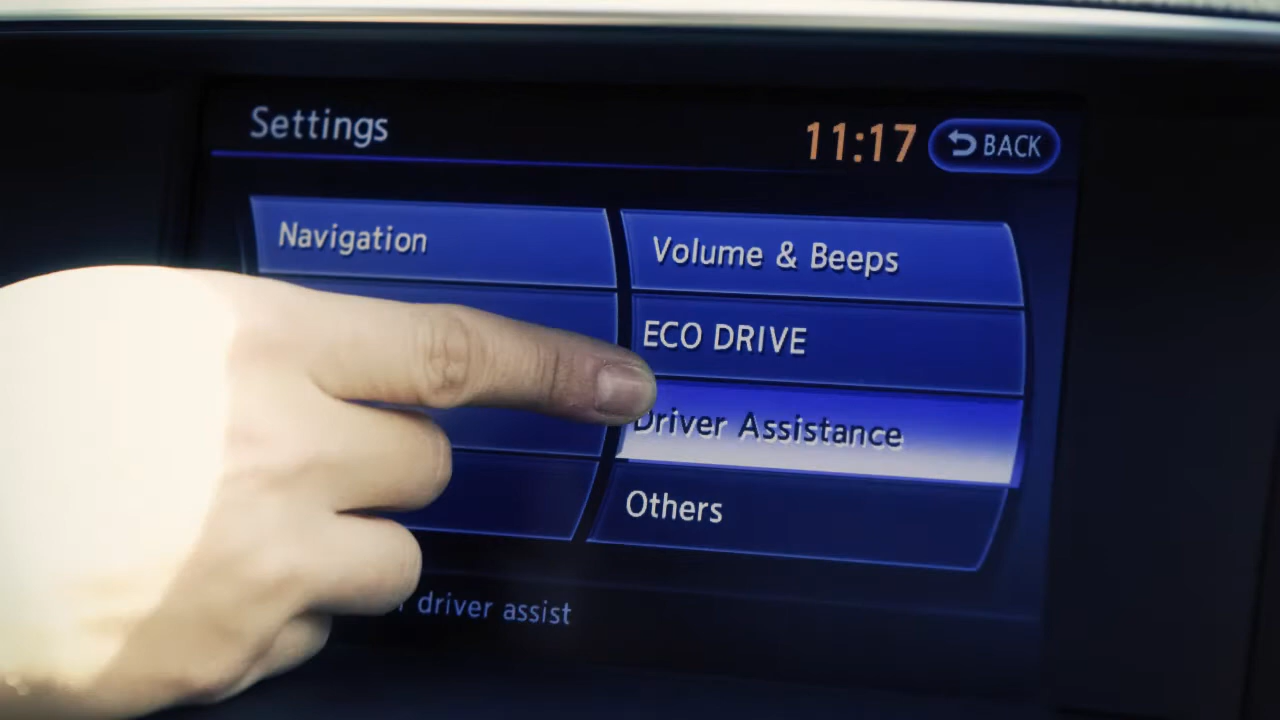 Settings
11:17
BACK
Navigation
Volume & Beeps
ECO DRIVE
Driver Assistance
Others
driver assist